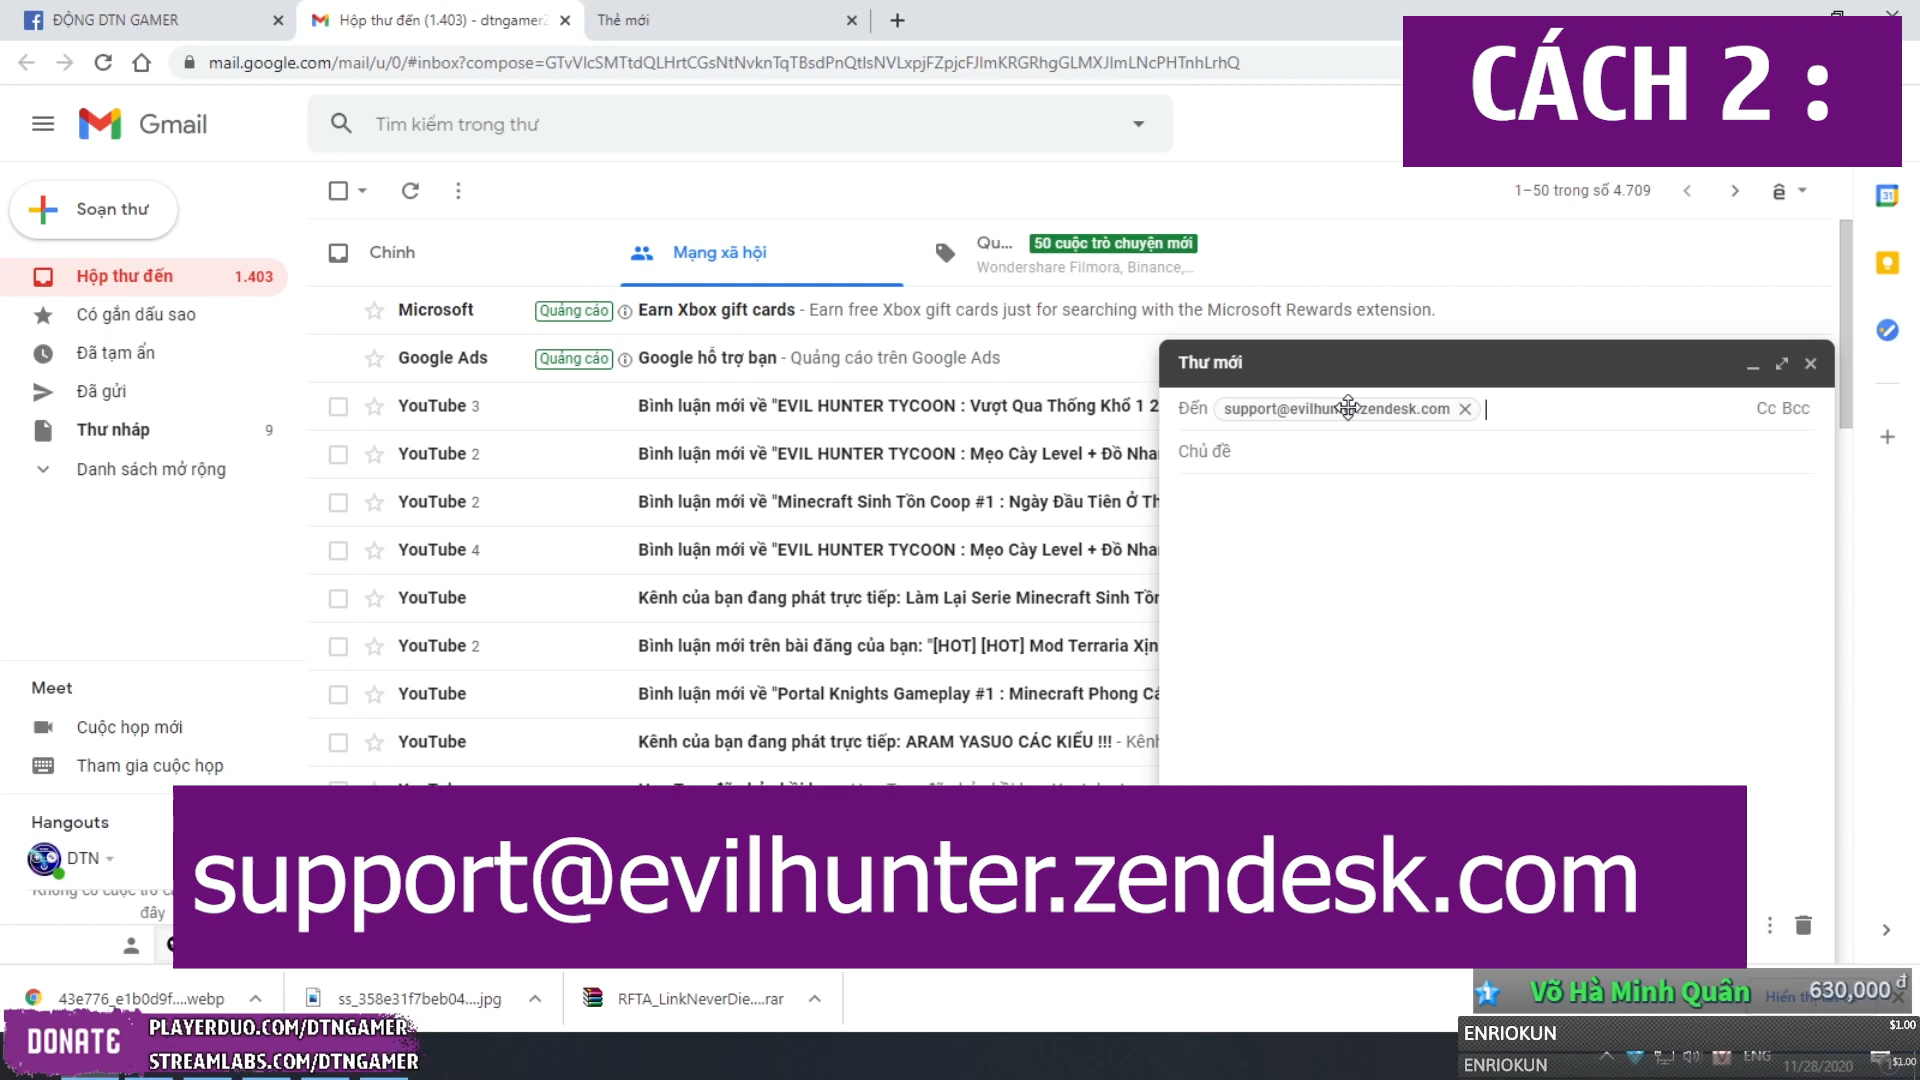 ĐỘNG DTN GAMER
Hộp thư đến (1.403) - dtngamer2
Thẻ mới
mail.google.com/mail/u/0/#inbox?compose=GTvVlcSMTtdQLHrtCGsNtNvknTqTBsdPnQtlsNVLxpjFZpjcFJlmKRGRhgGLMXJlmLNcPHTnhLrhQ
CÁCH 2 :
Gmail
Tìm kiếm trong thư
Soạn thư
1–50 trong số 4.709
Chính
Mạng xã hội
Qu... 50 cuộc trò chuyện mới
Wondershare Filmora, Binance,...
Hộp thư đến 1.403
Có gắn dấu sao
Đã tạm ẩn
Đã gửi
Thư nháp 9
Danh sách mở rộng
Microsoft Quảng cáo Earn Xbox gift cards - Earn free Xbox gift cards just for searching with the Microsoft Rewards extension.
Google Ads Quảng cáo Google hỗ trợ bạn - Quảng cáo trên Google Ads
YouTube 3 Bình luận mới về "EVIL HUNTER TYCOON : Vượt Qua Thống Khổ 1 2
YouTube 2 Bình luận mới về "EVIL HUNTER TYCOON : Mẹo Cày Level + Đồ Nha
YouTube 2 Bình luận mới về "Minecraft Sinh Tồn Coop #1 : Ngày Đầu Tiên Ở Th
YouTube 4 Bình luận mới về "EVIL HUNTER TYCOON : Mẹo Cày Level + Đồ Nha
YouTube Kênh của bạn đang phát trực tiếp: Làm Lại Serie Minecraft Sinh Tồn
YouTube 2 Bình luận mới trên bài đăng của bạn: "[HOT] [HOT] Mod Terraria Xịn
YouTube Bình luận mới về "Portal Knights Gameplay #1 : Minecraft Phong Cá
YouTube Kênh của bạn đang phát trực tiếp: ARAM YASUO CÁC KIỂU !!! - Kênh
Thư mới
Đến support@evilhunter.zendesk.com Cc Bcc
Chủ đề
Meet
Cuộc họp mới
Tham gia cuộc họp
Hangouts
DTN
đây
support@evilhunter.zendesk.com
43e776_e1b0d9f....webp
ss_358e31f7beb04....jpg
RFTA_LinkNeverDie....rar
1 Võ Hà Minh Quân 630,000 đ
DONATE
PLAYERDUO.COM/DTNGAMER
STREAMLABS.COM/DTNGAMER
ENRIOKUN $1.00
ENRIOKUN $1.00
ENG
11/28/2020